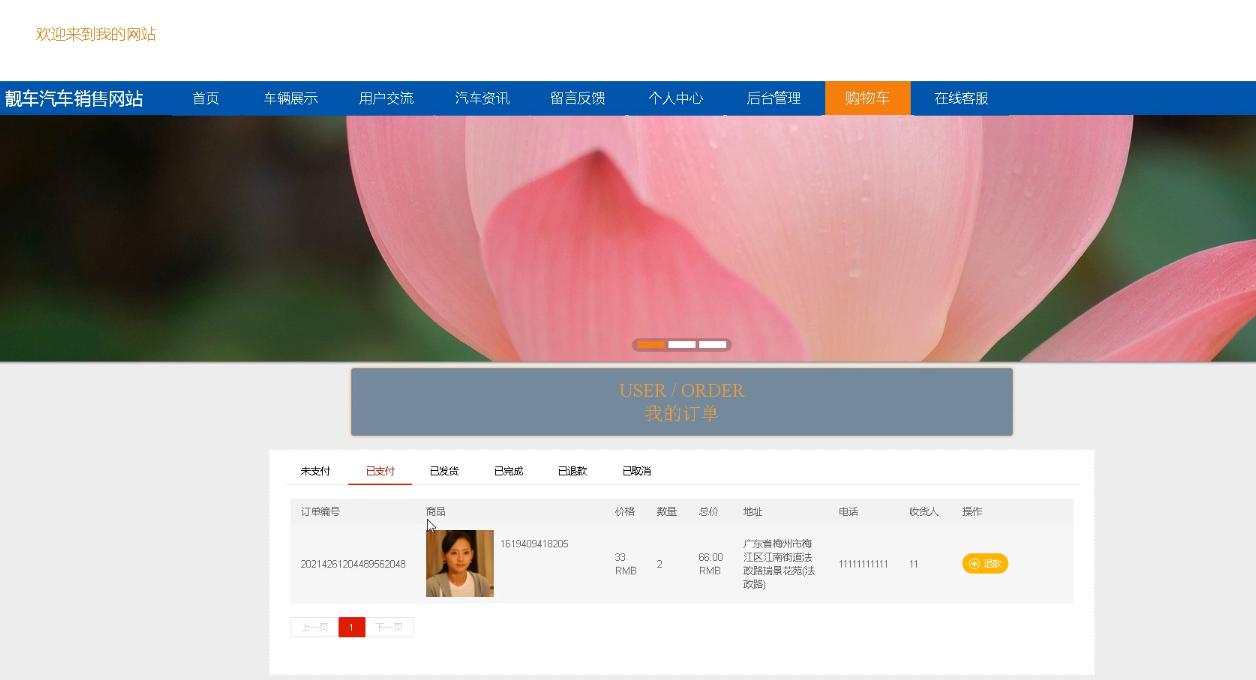 欢迎来到我的网站
靓车汽车销售网站 首页 车辆展示 用户交流 汽车资讯 留言反馈 个人中心 后台管理 购物车 在线客服
USER / ORDER
我的订单
未支付 已支付 已发货 已完成 已退款 已取消
订单编号 商品 价格 数量 总价 地址 电话 收货人 操作
20214261204489562048 1619409418205 33 RMB 2 66.00 RMB 广东省梅州市梅江区江南街道法政路瑞景花苑(法政路) 11111111111 11 退款
上一页 1 下一页